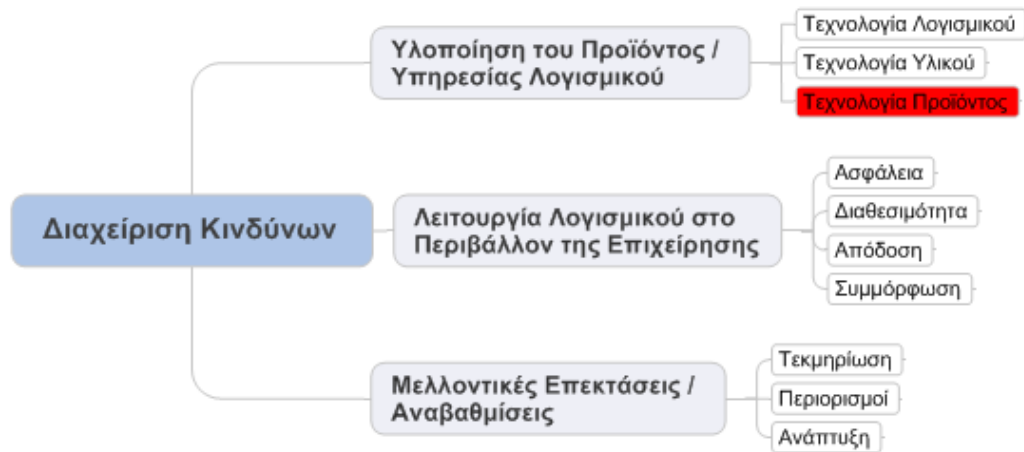 Διαχείριση Κινδύνων
Υλοποίηση του Προϊόντος /
Υπηρεσίας Λογισμικού
Τεχνολογία Λογισμικού
Τεχνολογία Υλικού
Τεχνολογία Προϊόντος
Λειτουργία Λογισμικού στο
Περιβάλλον της Επιχείρησης
Ασφάλεια
Διαθεσιμότητα
Απόδοση
Συμμόρφωση
Μελλοντικές Επεκτάσεις /
Αναβαθμίσεις
Τεκμηρίωση
Περιορισμοί
Ανάπτυξη